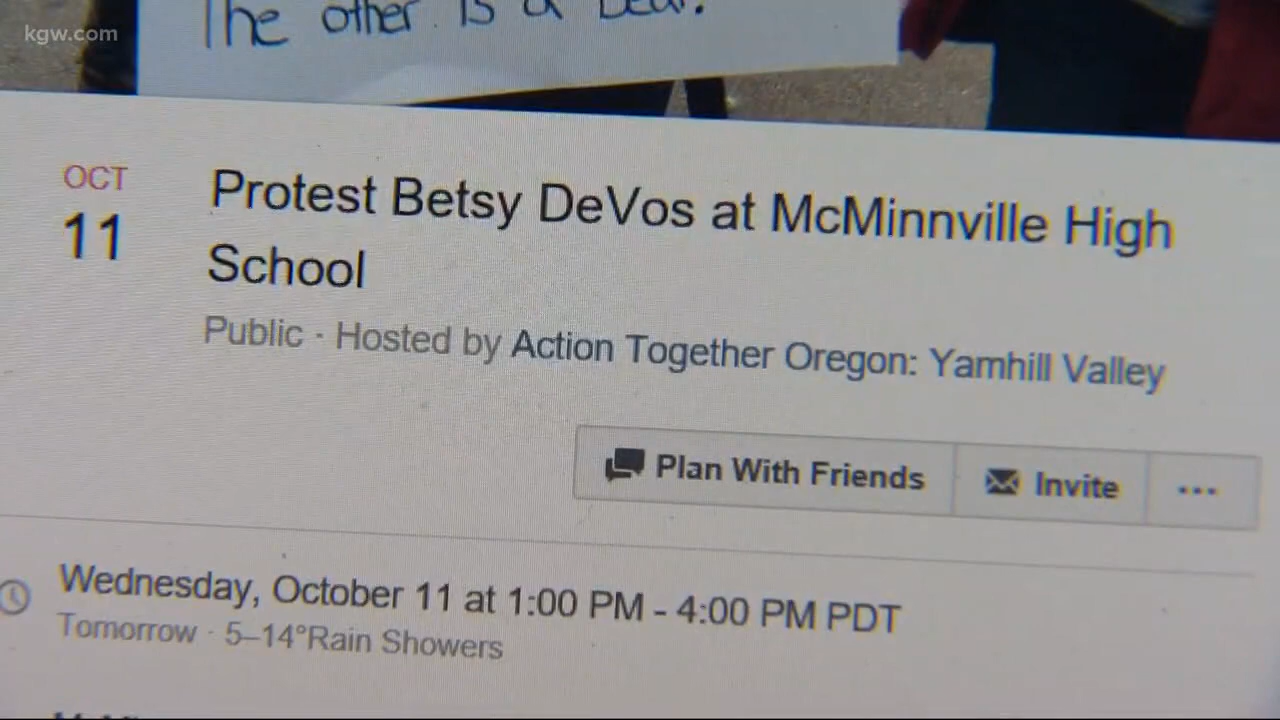 kgw.com
The other is a bear.
OCT
11
Protest Betsy DeVos at McMinnville High
School
Public · Hosted by Action Together Oregon: Yamhill Valley
Plan With Friends
Invite
...
Wednesday, October 11 at 1:00 PM - 4:00 PM PDT
Tomorrow · 5–14°Rain Showers